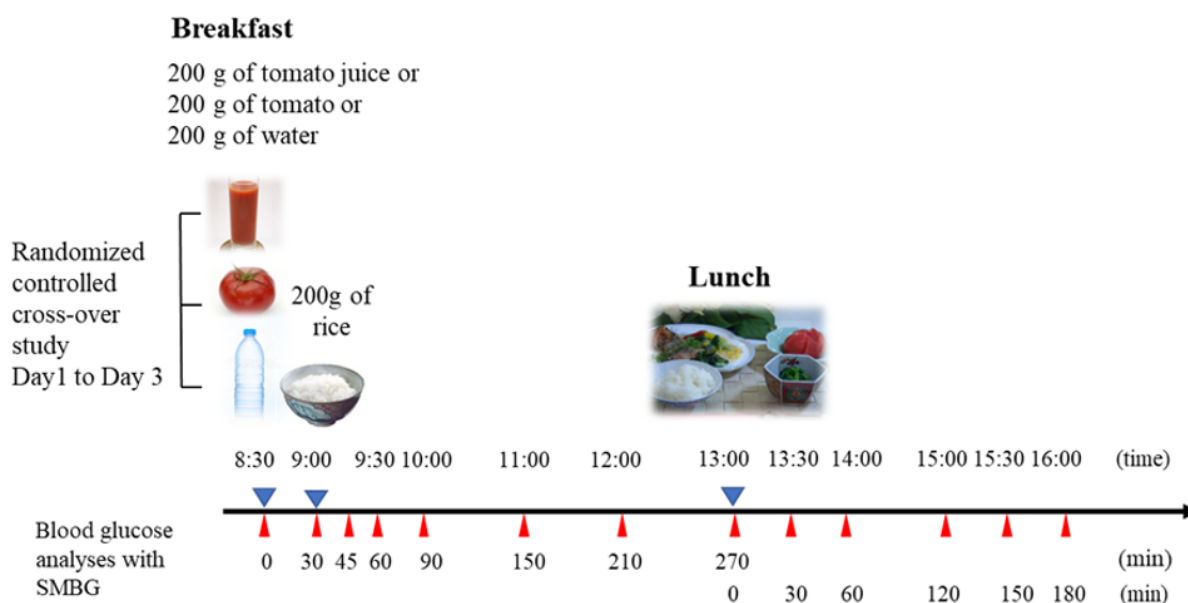 Breakfast
200 g of tomato juice or
200 g of tomato or
200 g of water
Randomized
controlled
cross-over
study
Day1 to Day 3
200g of
rice
Lunch
8:30 9:00 9:30 10:00 11:00 12:00 13:00 13:30 14:00 15:00 15:30 16:00 (time)
Blood glucose
analyses with
SMBG
0 30 45 60 90 150 210 270 (min)
0 30 60 120 150 180 (min)